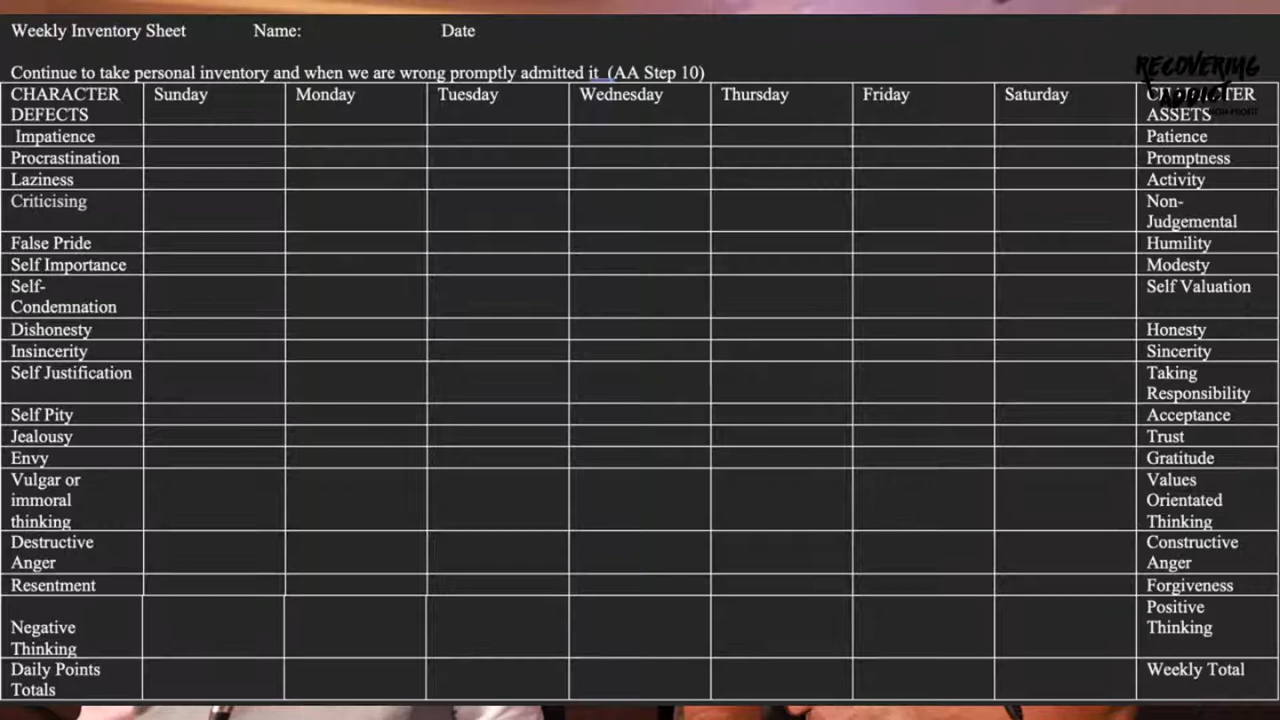 Weekly Inventory Sheet Name: Date
Continue to take personal inventory and when we are wrong promptly admitted it (AA Step 10)
RECOVERING
ADDICT
NON-PROFIT
CHARACTER Sunday Monday Tuesday Wednesday Thursday Friday Saturday CHARACTER
DEFECTS ASSETS
Impatience Patience
Procrastination Promptness
Laziness Activity
Criticising Non-
Judgemental
False Pride Humility
Self Importance Modesty
Self- Self Valuation
Condemnation
Dishonesty Honesty
Insincerity Sincerity
Self Justification Taking
Responsibility
Self Pity Acceptance
Jealousy Trust
Envy Gratitude
Vulgar or Values
immoral Orientated
thinking Thinking
Destructive Constructive
Anger Anger
Resentment Forgiveness
Positive
Negative Thinking
Thinking
Daily Points Weekly Total
Totals